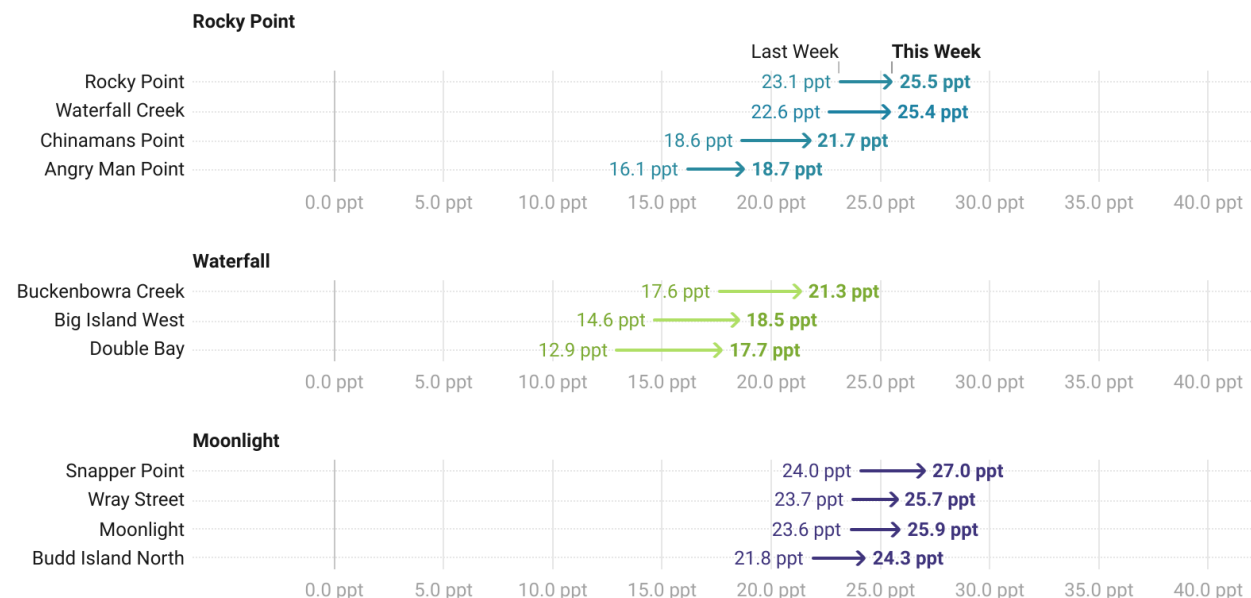 Rocky Point
Last Week This Week
Rocky Point 23.1 ppt 25.5 ppt
Waterfall Creek 22.6 ppt 25.4 ppt
Chinamans Point 18.6 ppt 21.7 ppt
Angry Man Point 16.1 ppt 18.7 ppt
0.0 ppt 5.0 ppt 10.0 ppt 15.0 ppt 20.0 ppt 25.0 ppt 30.0 ppt 35.0 ppt 40.0 ppt
Waterfall
Buckenbowra Creek 17.6 ppt 21.3 ppt
Big Island West 14.6 ppt 18.5 ppt
Double Bay 12.9 ppt 17.7 ppt
0.0 ppt 5.0 ppt 10.0 ppt 15.0 ppt 20.0 ppt 25.0 ppt 30.0 ppt 35.0 ppt 40.0 ppt
Moonlight
Snapper Point 24.0 ppt 27.0 ppt
Wray Street 23.7 ppt 25.7 ppt
Moonlight 23.6 ppt 25.9 ppt
Budd Island North 21.8 ppt 24.3 ppt
0.0 ppt 5.0 ppt 10.0 ppt 15.0 ppt 20.0 ppt 25.0 ppt 30.0 ppt 35.0 ppt 40.0 ppt